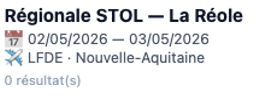 Régionale STOL — La Réole
02/05/2026 — 03/05/2026
LFDE · Nouvelle-Aquitaine
0 résultat(s)